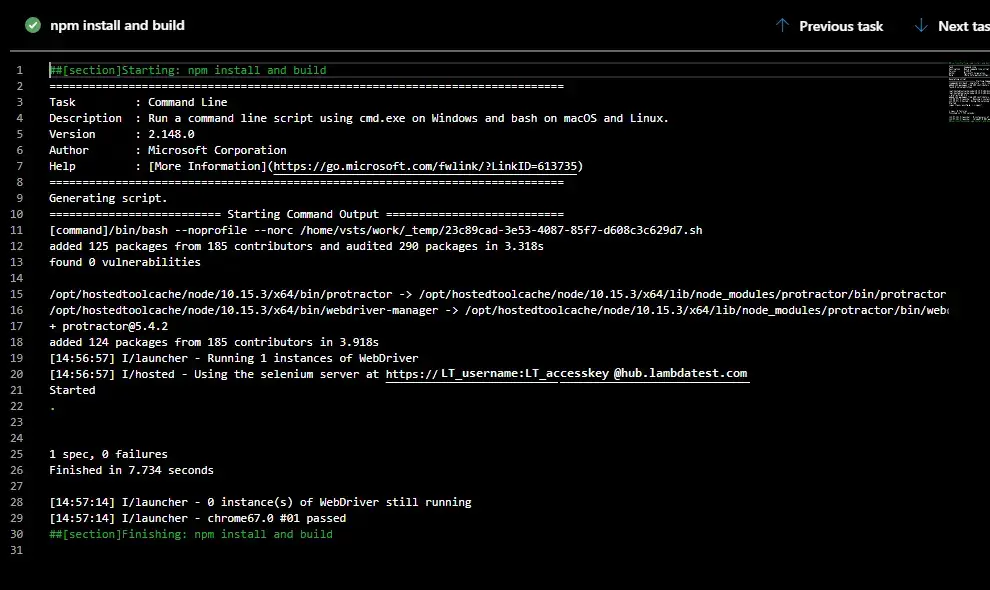 npm install and build
Previous task
Next tas
1 ##[section]Starting: npm install and build
2 ==============================================================================
3 Task         : Command Line
4 Description  : Run a command line script using cmd.exe on Windows and bash on macOS and Linux.
5 Version      : 2.148.0
6 Author       : Microsoft Corporation
7 Help         : [More Information](https://go.microsoft.com/fwlink/?LinkID=613735)
8 ==============================================================================
9 Generating script.
10 ========================== Starting Command Output ===========================
11 [command]/bin/bash --noprofile --norc /home/vsts/work/_temp/23c89cad-3e53-4087-85f7-d608c3c629d7.sh
12 added 125 packages from 185 contributors and audited 290 packages in 3.318s
13 found 0 vulnerabilities
14
15 /opt/hostedtoolcache/node/10.15.3/x64/bin/protractor -> /opt/hostedtoolcache/node/10.15.3/x64/lib/node_modules/protractor/bin/protractor
16 /opt/hostedtoolcache/node/10.15.3/x64/bin/webdriver-manager -> /opt/hostedtoolcache/node/10.15.3/x64/lib/node_modules/protractor/bin/web
17 + protractor@5.4.2
18 added 124 packages from 185 contributors in 3.918s
19 [14:56:57] I/launcher - Running 1 instances of WebDriver
20 [14:56:57] I/hosted - Using the selenium server at https:// LT_username:LT_accesskey @hub.lambdatest.com
21 Started
22 .
23
24
25 1 spec, 0 failures
26 Finished in 7.734 seconds
27
28 [14:57:14] I/launcher - 0 instance(s) of WebDriver still running
29 [14:57:14] I/launcher - chrome67.0 #01 passed
30 ##[section]Finishing: npm install and build
31